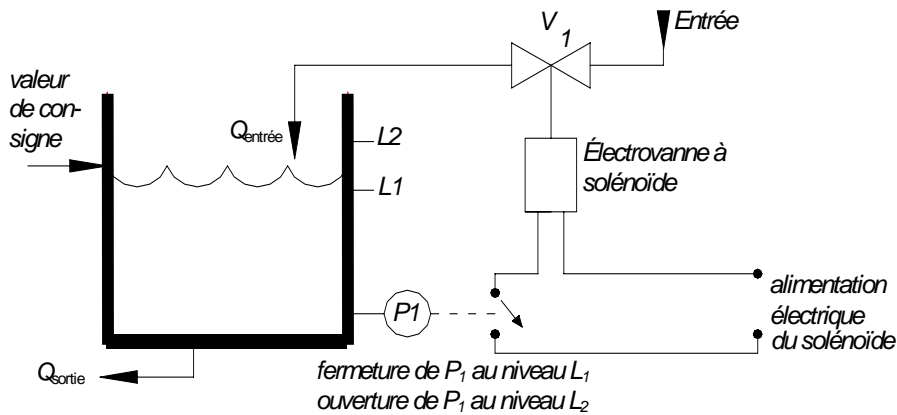 V1
Entrée
valeur
de con-
signe
Qentrée
L2
L1
Électrovanne à
solénoïde
P1
alimentation
électrique
du solénoïde
Qsortie
fermeture de P1 au niveau L1
ouverture de P1 au niveau L2